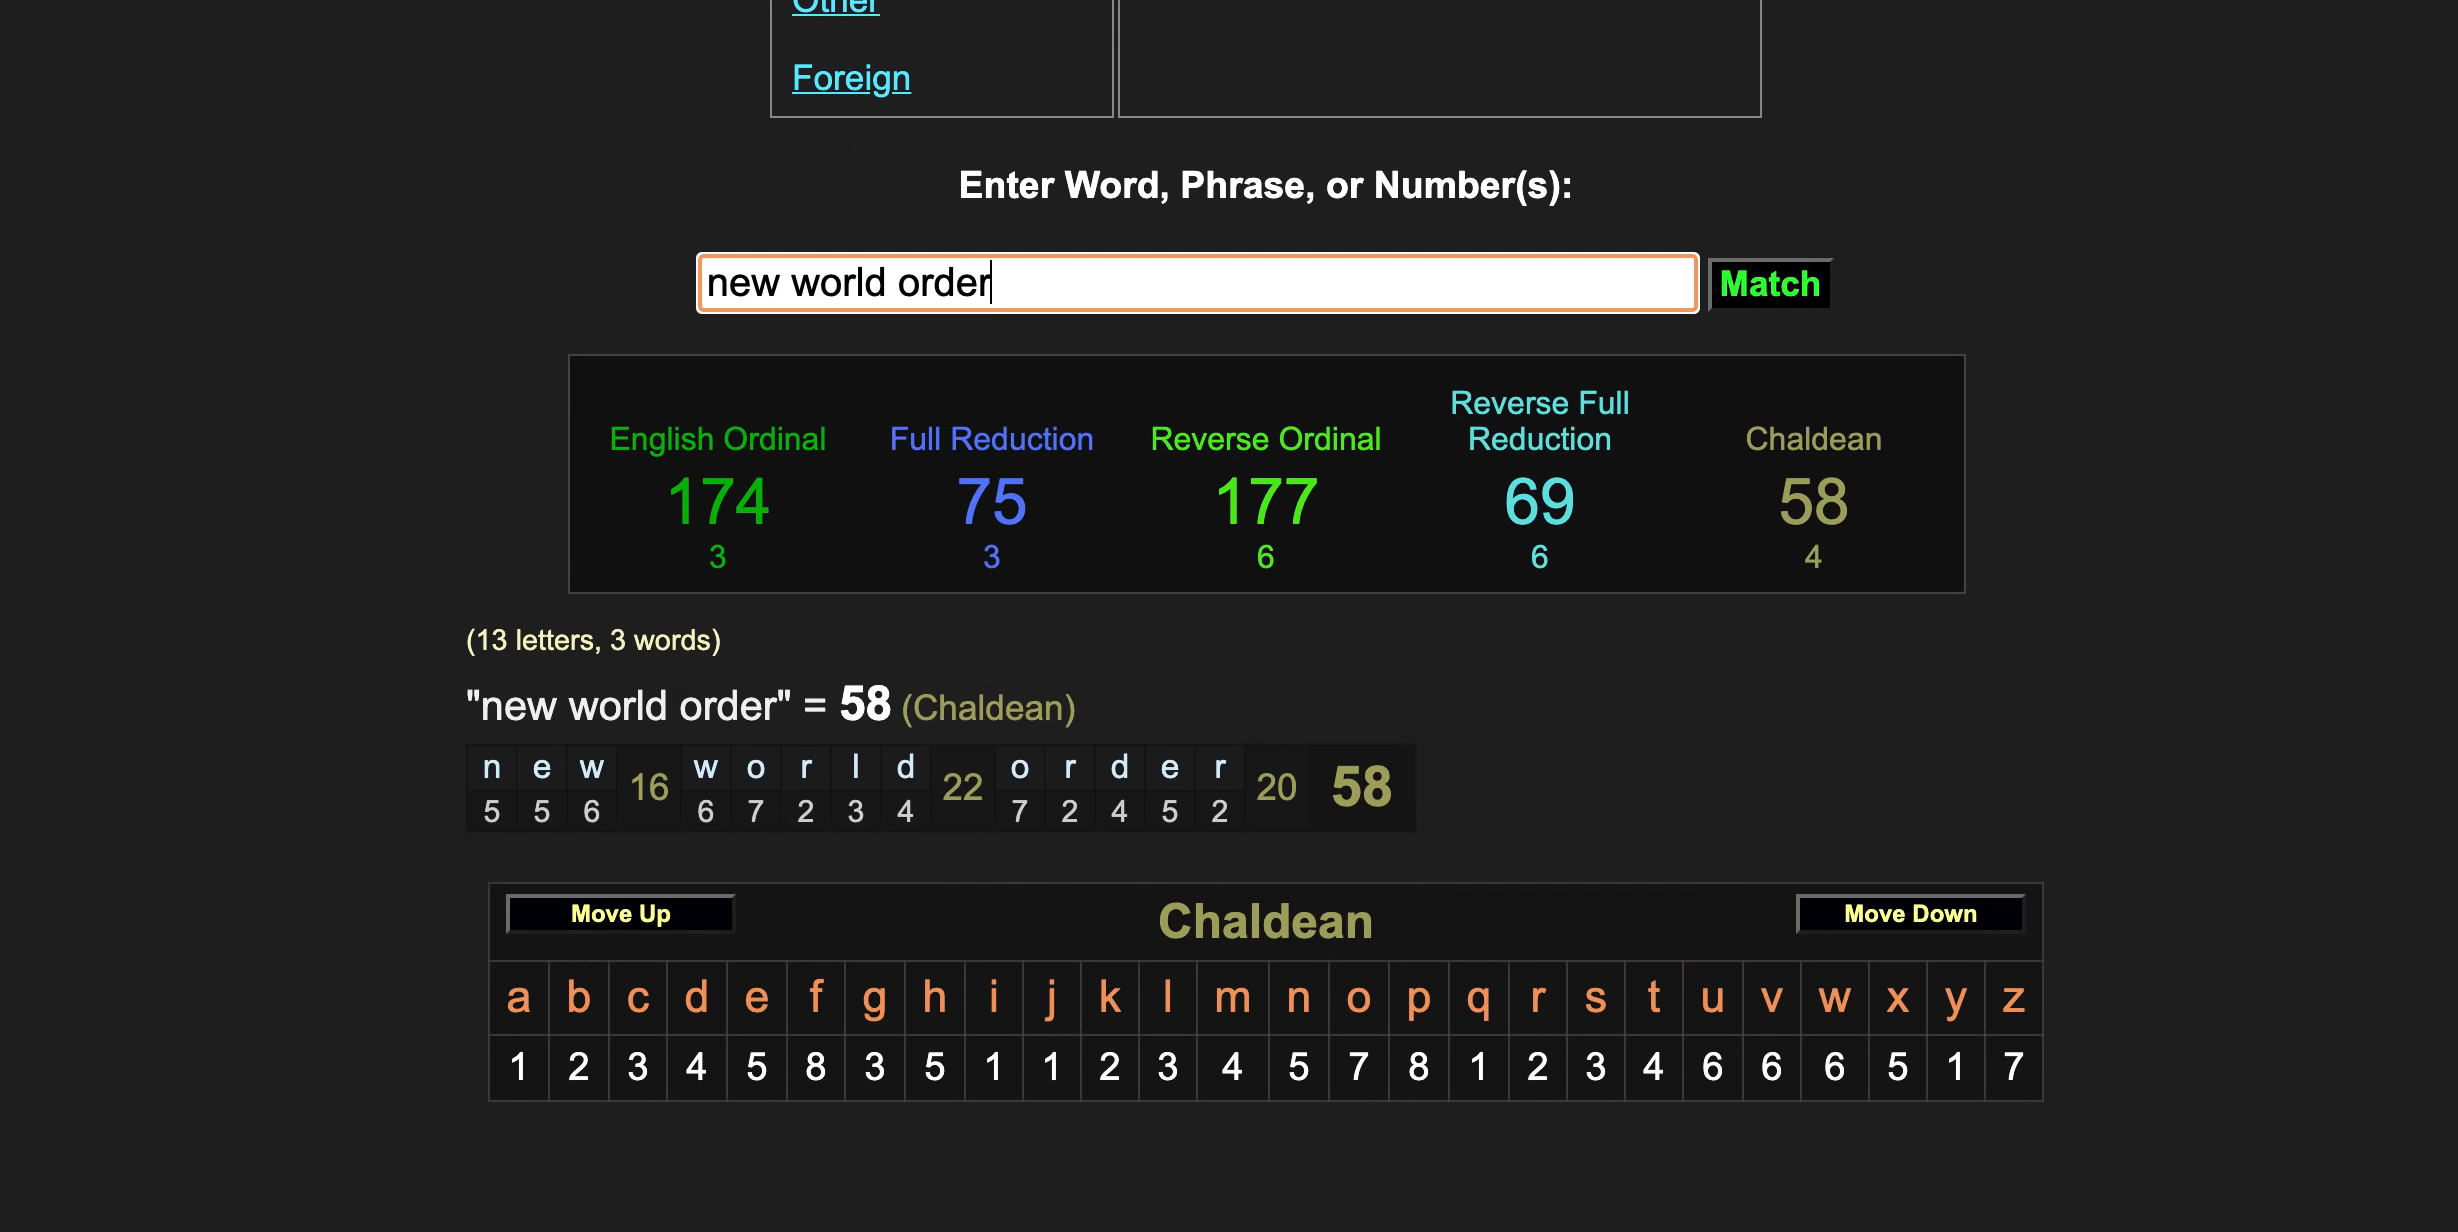 Other
Foreign
Enter Word, Phrase, or Number(s):
new world order Match
English Ordinal Full Reduction Reverse Ordinal Reverse Full Reduction Chaldean
174 75 177 69 58
3 3 6 6 4
(13 letters, 3 words)
"new world order" = 58 (Chaldean)
n e w 16 w o r l d 22 o r d e r 20 58
5 5 6 6 7 2 3 4 7 2 4 5 2
Move Up Chaldean Move Down
a b c d e f g h i j k l m n o p q r s t u v w x y z
1 2 3 4 5 8 3 5 1 1 2 3 4 5 7 8 1 2 3 4 6 6 6 5 1 7